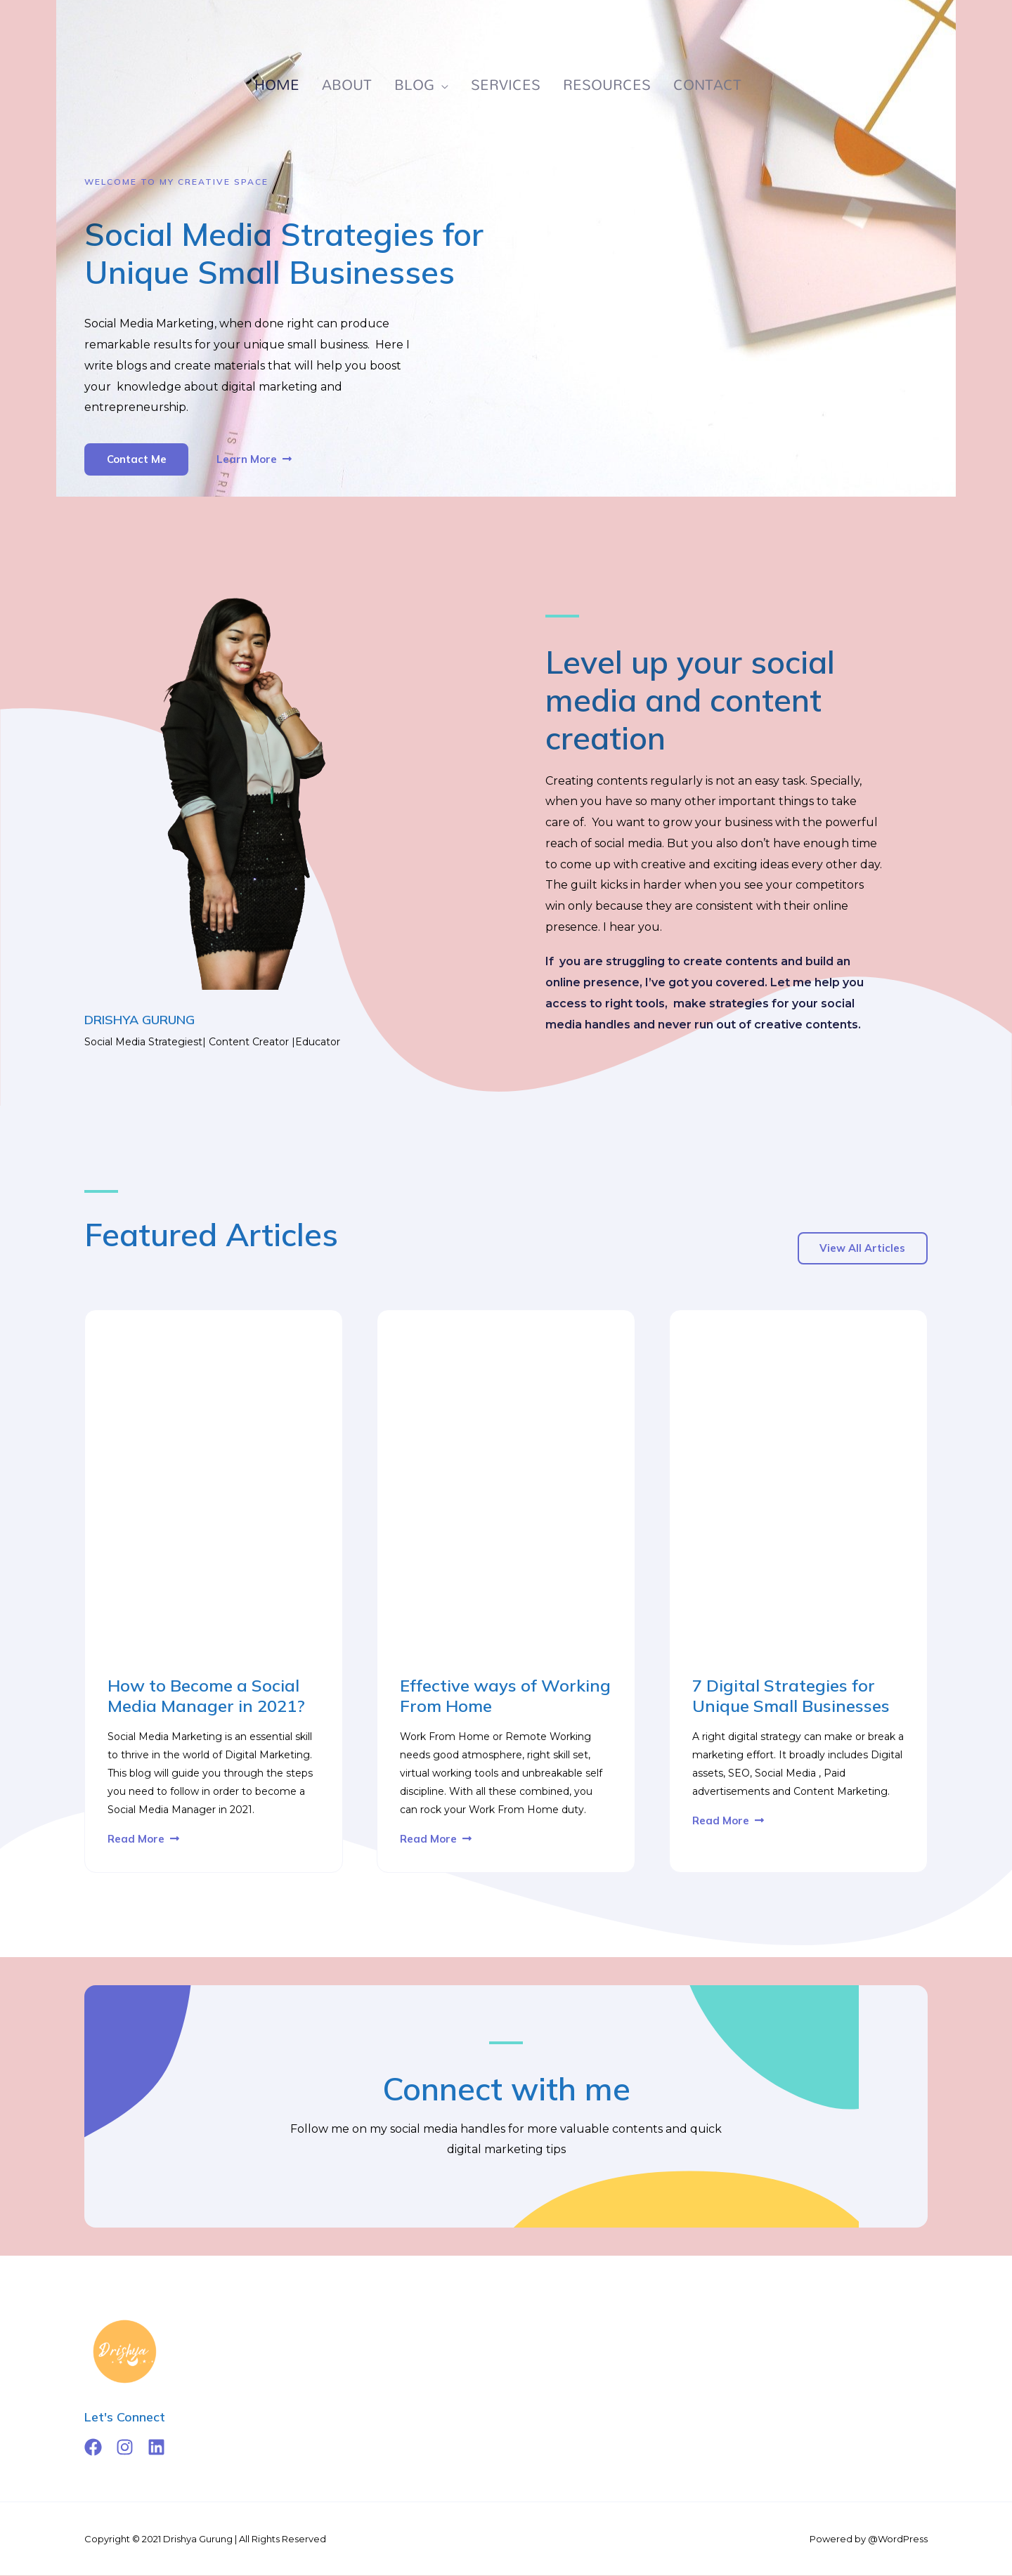 HOME ABOUT BLOG SERVICES RESOURCES CONTACT
WELCOME TO MY CREATIVE SPACE
Social Media Strategies for
Unique Small Businesses
Social Media Marketing, when done right can produce
remarkable results for your unique small business. Here I
write blogs and create materials that will help you boost
your knowledge about digital marketing and
entrepreneurship.
Contact Me
Learn More
Level up your social
media and content
creation
Creating contents regularly is not an easy task. Specially,
when you have so many other important things to take
care of. You want to grow your business with the powerful
reach of social media. But you also don’t have enough time
to come up with creative and exciting ideas every other day.
The guilt kicks in harder when you see your competitors
win only because they are consistent with their online
presence. I hear you.
If you are struggling to create contents and build an
online presence, I’ve got you covered. Let me help you
access to right tools, make strategies for your social
media handles and never run out of creative contents.
DRISHYA GURUNG
Social Media Strategiest| Content Creator |Educator
Featured Articles
View All Articles
How to Become a Social
Media Manager in 2021?
Social Media Marketing is an essential skill
to thrive in the world of Digital Marketing.
This blog will guide you through the steps
you need to follow in order to become a
Social Media Manager in 2021.
Read More
Effective ways of Working
From Home
Work From Home or Remote Working
needs good atmosphere, right skill set,
virtual working tools and unbreakable self
discipline. With all these combined, you
can rock your Work From Home duty.
Read More
7 Digital Strategies for
Unique Small Businesses
A right digital strategy can make or break a
marketing effort. It broadly includes Digital
assets, SEO, Social Media , Paid
advertisements and Content Marketing.
Read More
Connect with me
Follow me on my social media handles for more valuable contents and quick
digital marketing tips
Drishya
Let's Connect
Copyright © 2021 Drishya Gurung | All Rights Reserved
Powered by @WordPress